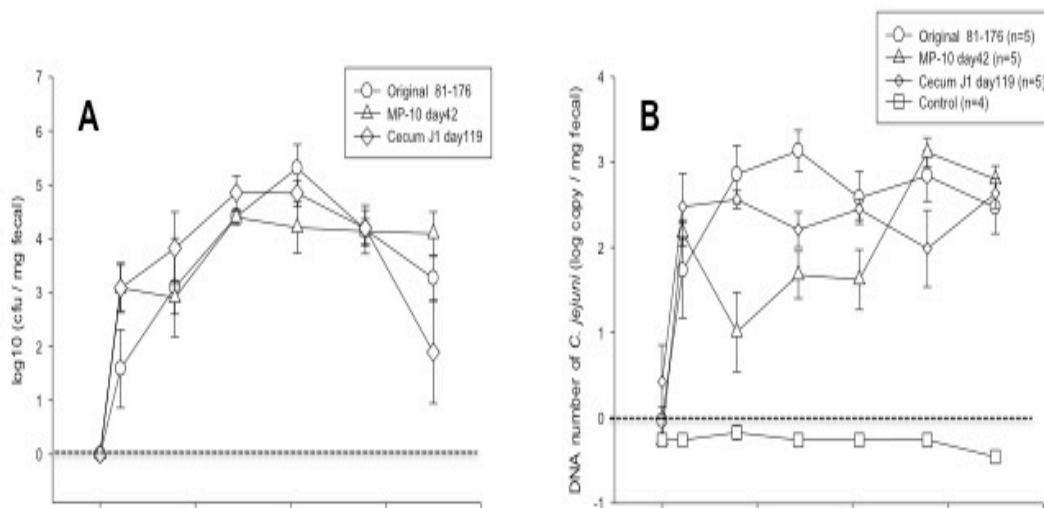 A
Original 81-176
MP-10 day42
Cecum J1 day119
log10 (cfu / mg fecal)
7
6
5
4
3
2
1
0
B
Original 81-176 (n=5)
MP-10 day42 (n=5)
Cecum J1 day119 (n=5)
Control (n=4)
DNA number of C. jejuni (log copy / mg fecal)
4
3
2
1
0
-1